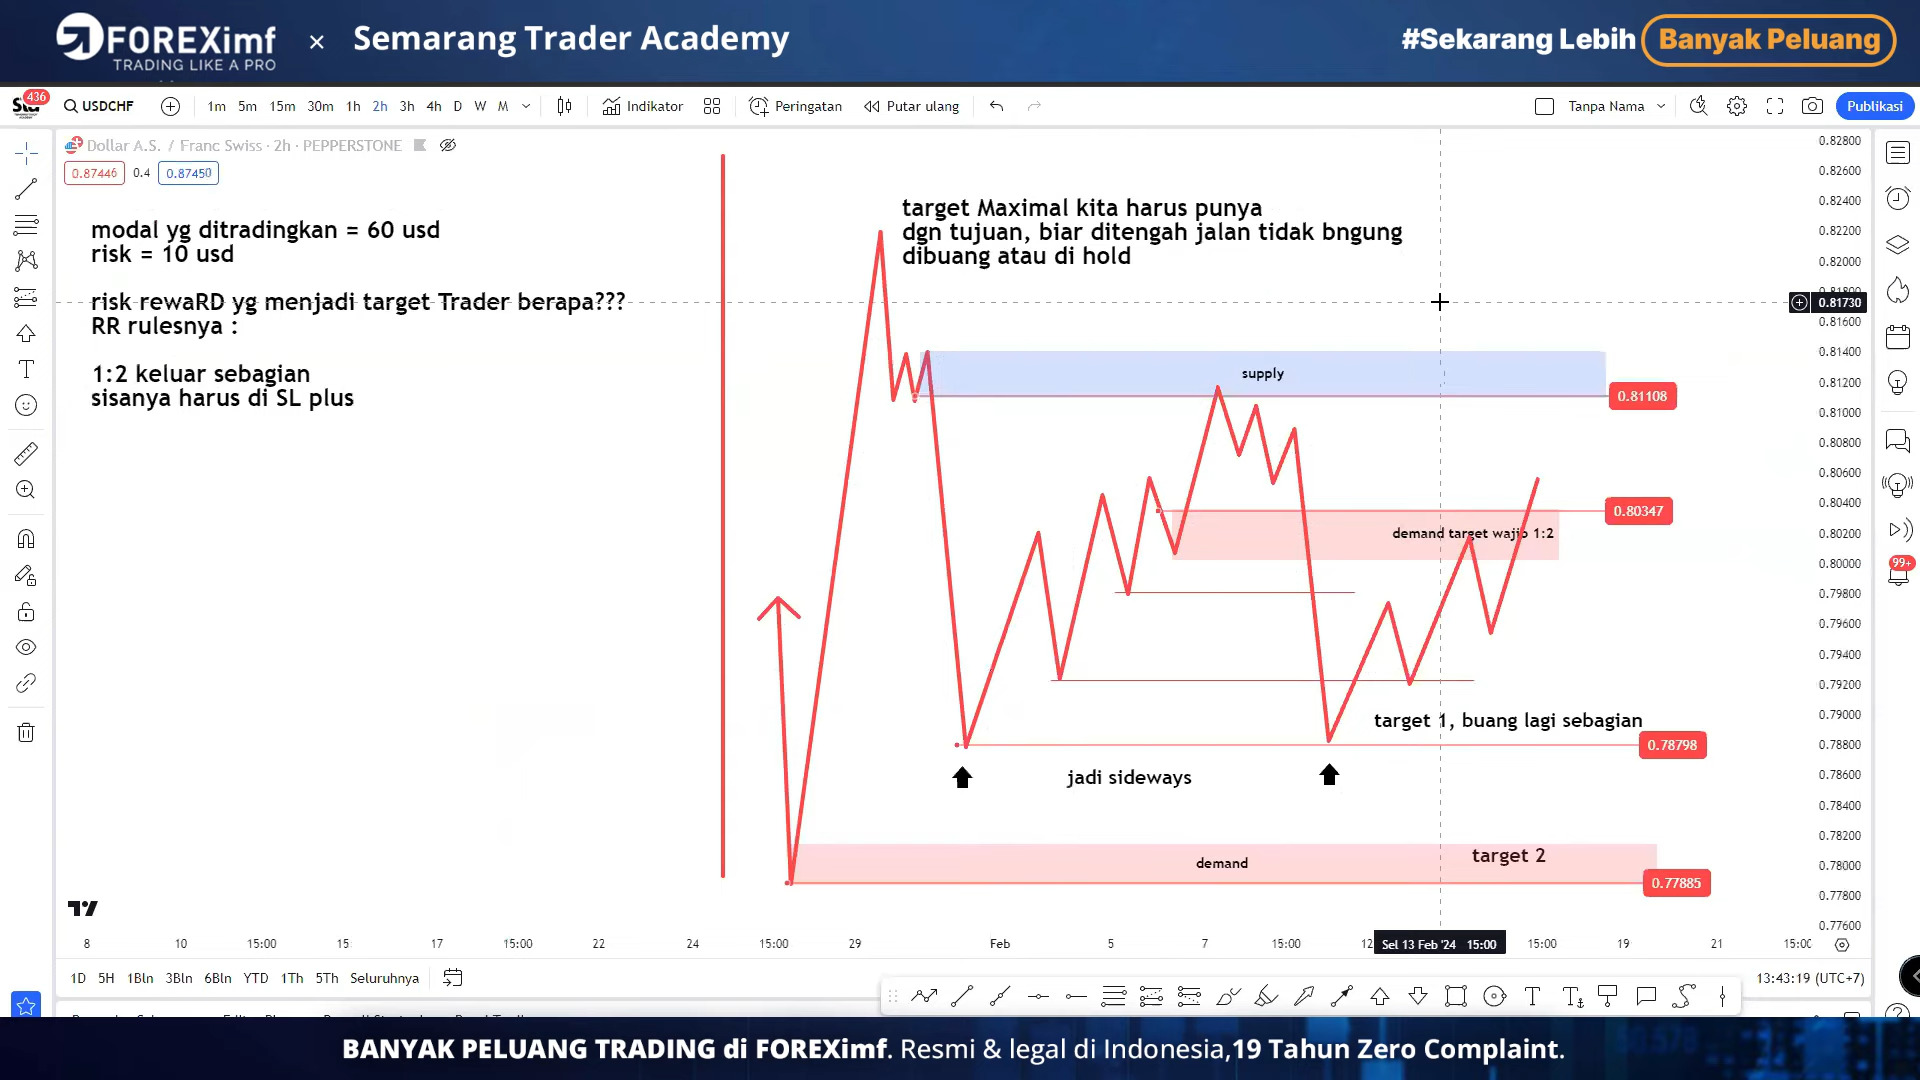 FOREXimf
TRADING LIKE A PRO
×
Semarang Trader Academy
#Sekarang Lebih Banyak Peluang
436
USDCHF
1m 5m 15m 30m 1h 2h 3h 4h D W M
Indikator
Peringatan
Putar ulang
Tanpa Nama
Publikasi
Dollar A.S. / Franc Swiss · 2h · PEPPERSTONE
0.87446 0.4 0.87450
modal yg ditradingkan = 60 usd
risk = 10 usd
risk rewaRD yg menjadi target Trader berapa???
RR rulesnya :
1:2 keluar sebagian
sisanya harus di SL plus
target Maximal kita harus punya
dgn tujuan, biar ditengah jalan tidak bngung
dibuang atau di hold
supply
demand target wajib 1:2
target 1, buang lagi sebagian
jadi sideways
target 2
demand
0.81108
0.80347
0.78798
0.77885
0.82800
0.82600
0.82400
0.82200
0.82000
0.81730
0.81600
0.81400
0.81200
0.81000
0.80800
0.80600
0.80400
0.80200
0.80000
0.79800
0.79600
0.79400
0.79200
0.79000
0.78800
0.78600
0.78400
0.78200
0.78000
0.77800
0.77600
99+
8 10 15:00 15 17 15:00 22 24 15:00 29 Feb 5 7 15:00 12 Sel 13 Feb '24 15:00 15:00 19 21 15:00
1D 5H 1Bln 3Bln 6Bln YTD 1Th 5Th Seluruhnya
13:43:19 (UTC+7)
BANYAK PELUANG TRADING di FOREXimf. Resmi & legal di Indonesia,19 Tahun Zero Complaint.